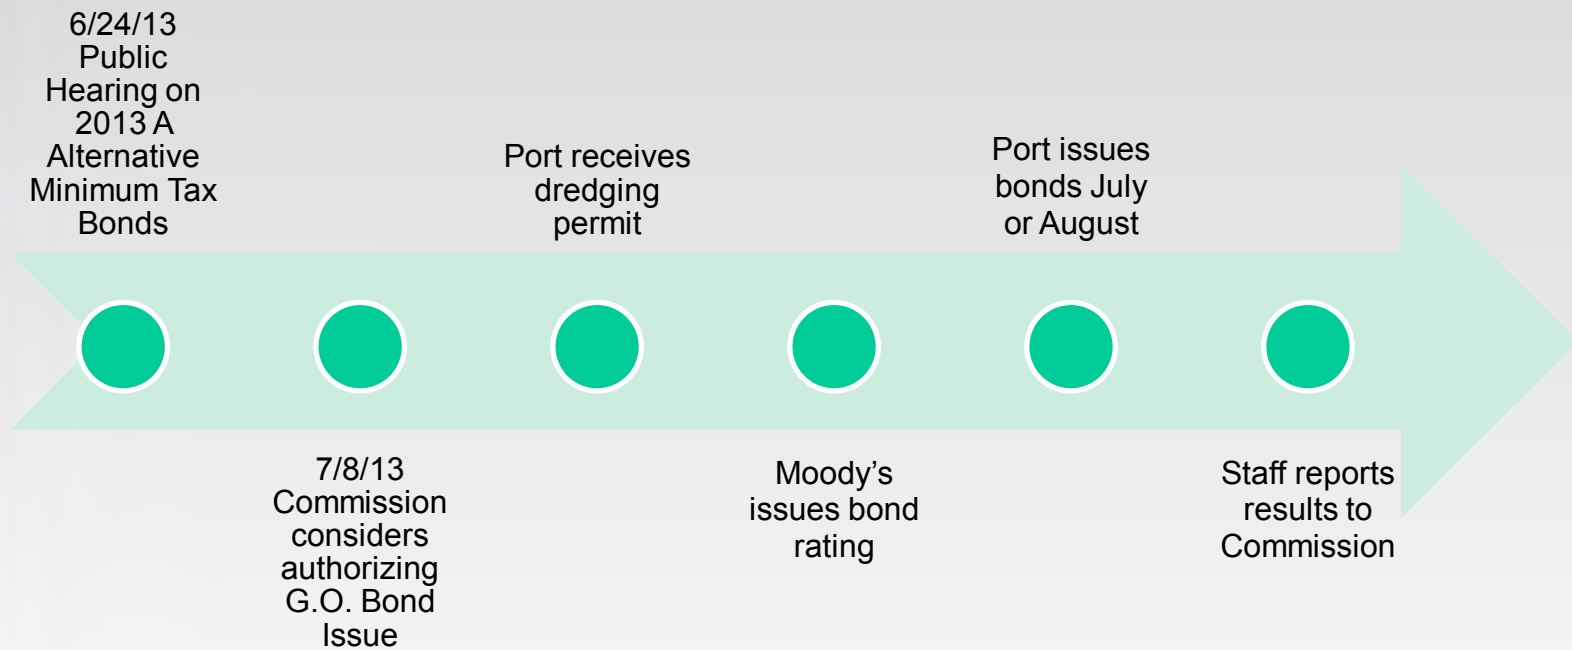 6/24/13
Public
Hearing on
2013 A
Alternative
Minimum Tax
Bonds
7/8/13
Commission
considers
authorizing
G.O. Bond
Issue
Port receives
dredging
permit
Moody’s
issues bond
rating
Port issues
bonds July
or August
Staff reports
results to
Commission